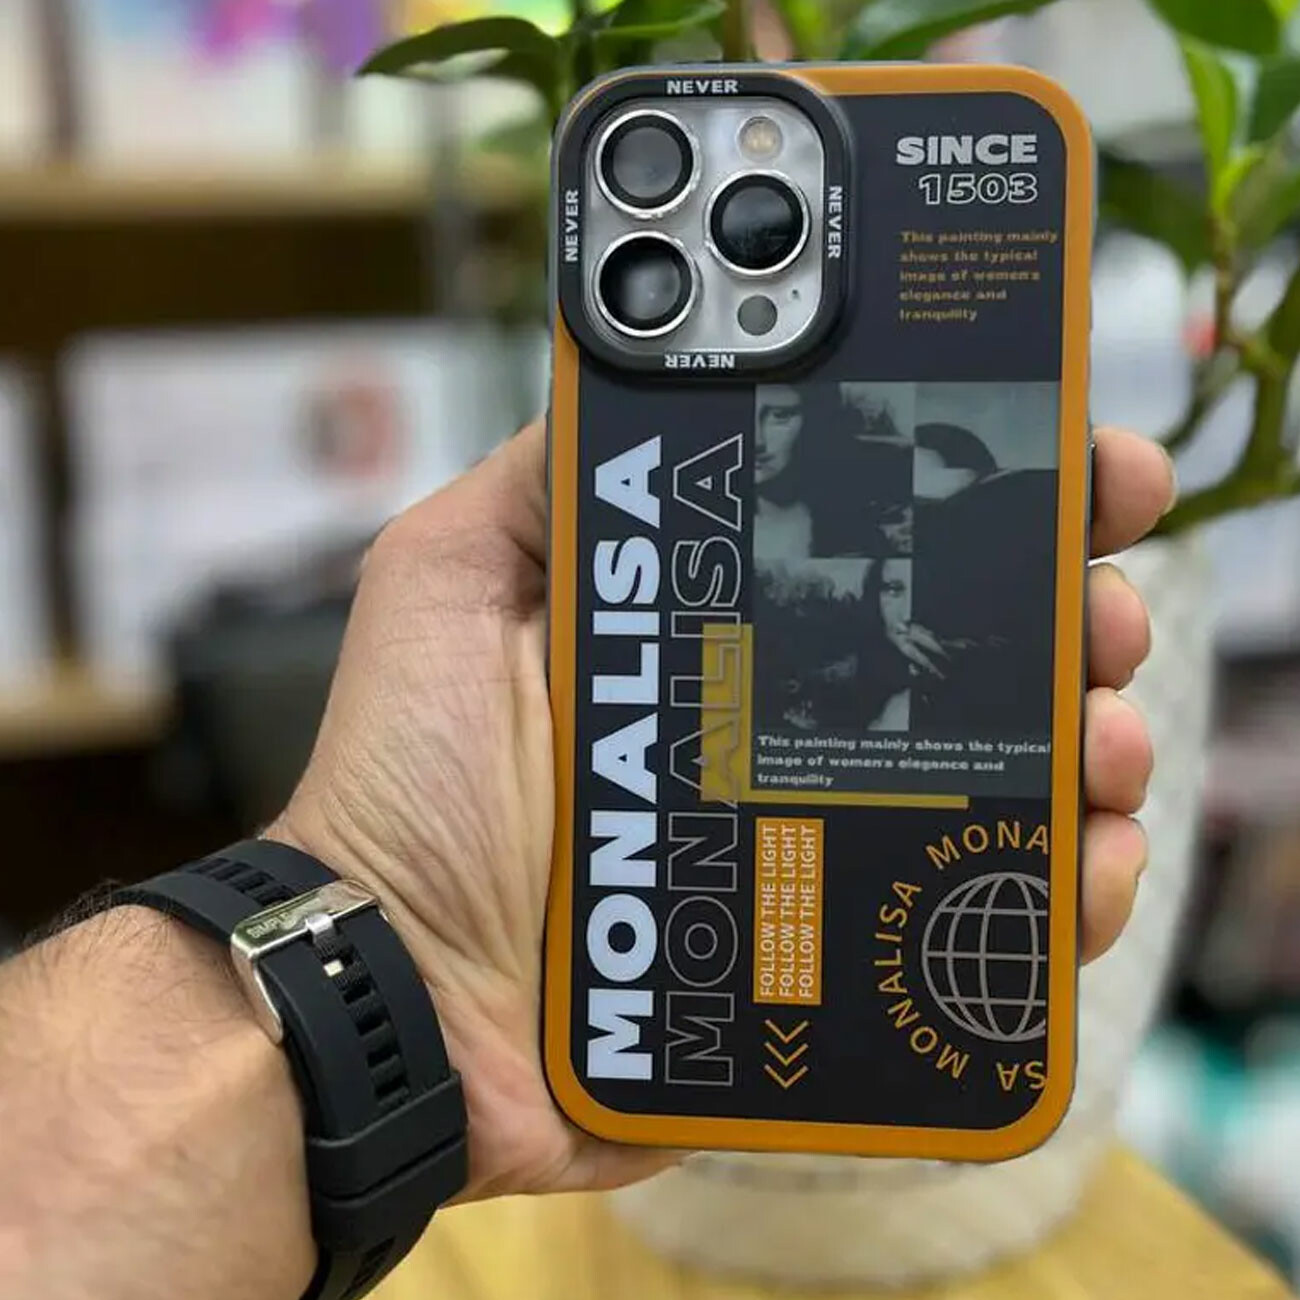 NEVER
NEVER
NEVER
NEVER
SINCE
1503
This painting mainly
shows the typical
image of women's
elegance and
tranquility
MONALISA
MONALISA
This painting mainly shows the typical
image of women's elegance and
tranquility
FOLLOW THE LIGHT
FOLLOW THE LIGHT
FOLLOW THE LIGHT
MONA
MONALISA
MO
SA
SIMPLE